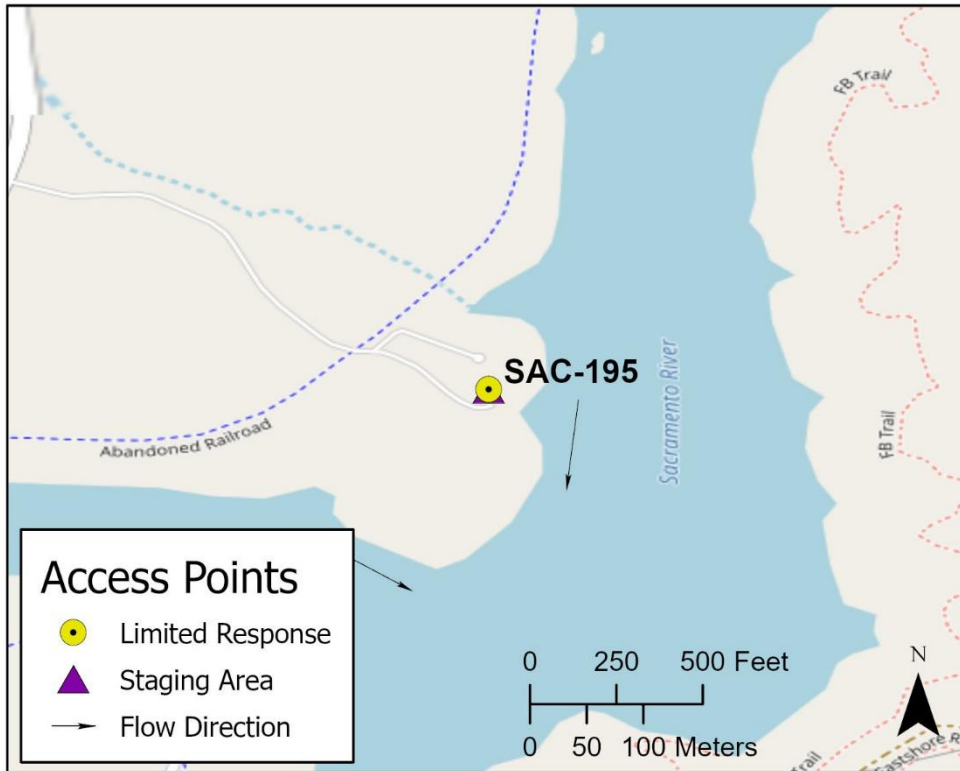 FB Trail
SAC-195
Sacramento River
FB Trail
Abandoned Railroad
Access Points
Limited Response
Staging Area
Flow Direction
0 250 500 Feet
0 50 100 Meters
N
Trail
Eastshore R